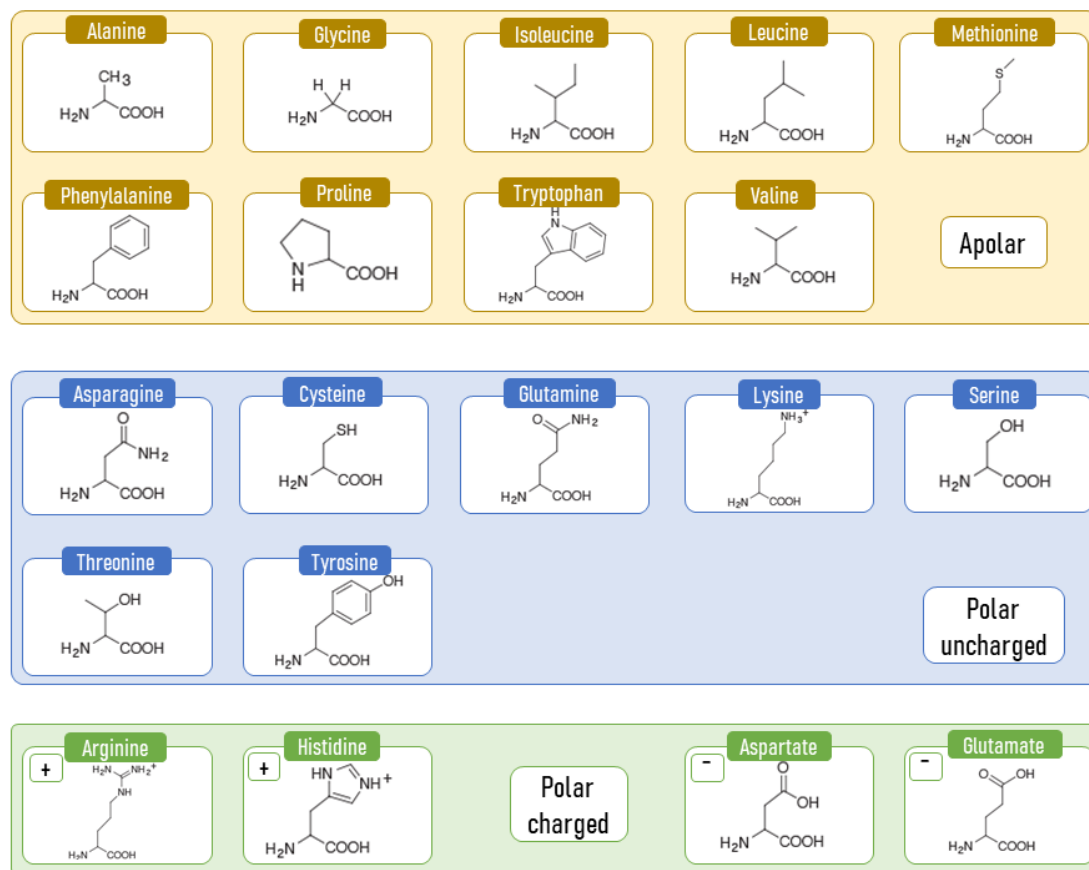 Alanine
CH3
H2N COOH
Glycine
H H
H2N COOH
Isoleucine
H2N COOH
Leucine
H2N COOH
Methionine
S
H2N COOH
Phenylalanine
H2N COOH
Proline
N
H
COOH
Tryptophan
H
N
H2N COOH
Valine
H2N COOH
Apolar
Asparagine
O
NH2
H2N COOH
Cysteine
SH
H2N COOH
Glutamine
O NH2
H2N COOH
Lysine
NH3+
H2N COOH
Serine
OH
H2N COOH
Threonine
OH
H2N COOH
Tyrosine
OH
H2N COOH
Polar
uncharged
Arginine
+
H2N NH2+
NH
H2N COOH
Histidine
+
HN NH+
H2N COOH
Polar
charged
Aspartate
-
O
OH
H2N COOH
Glutamate
-
O OH
H2N COOH